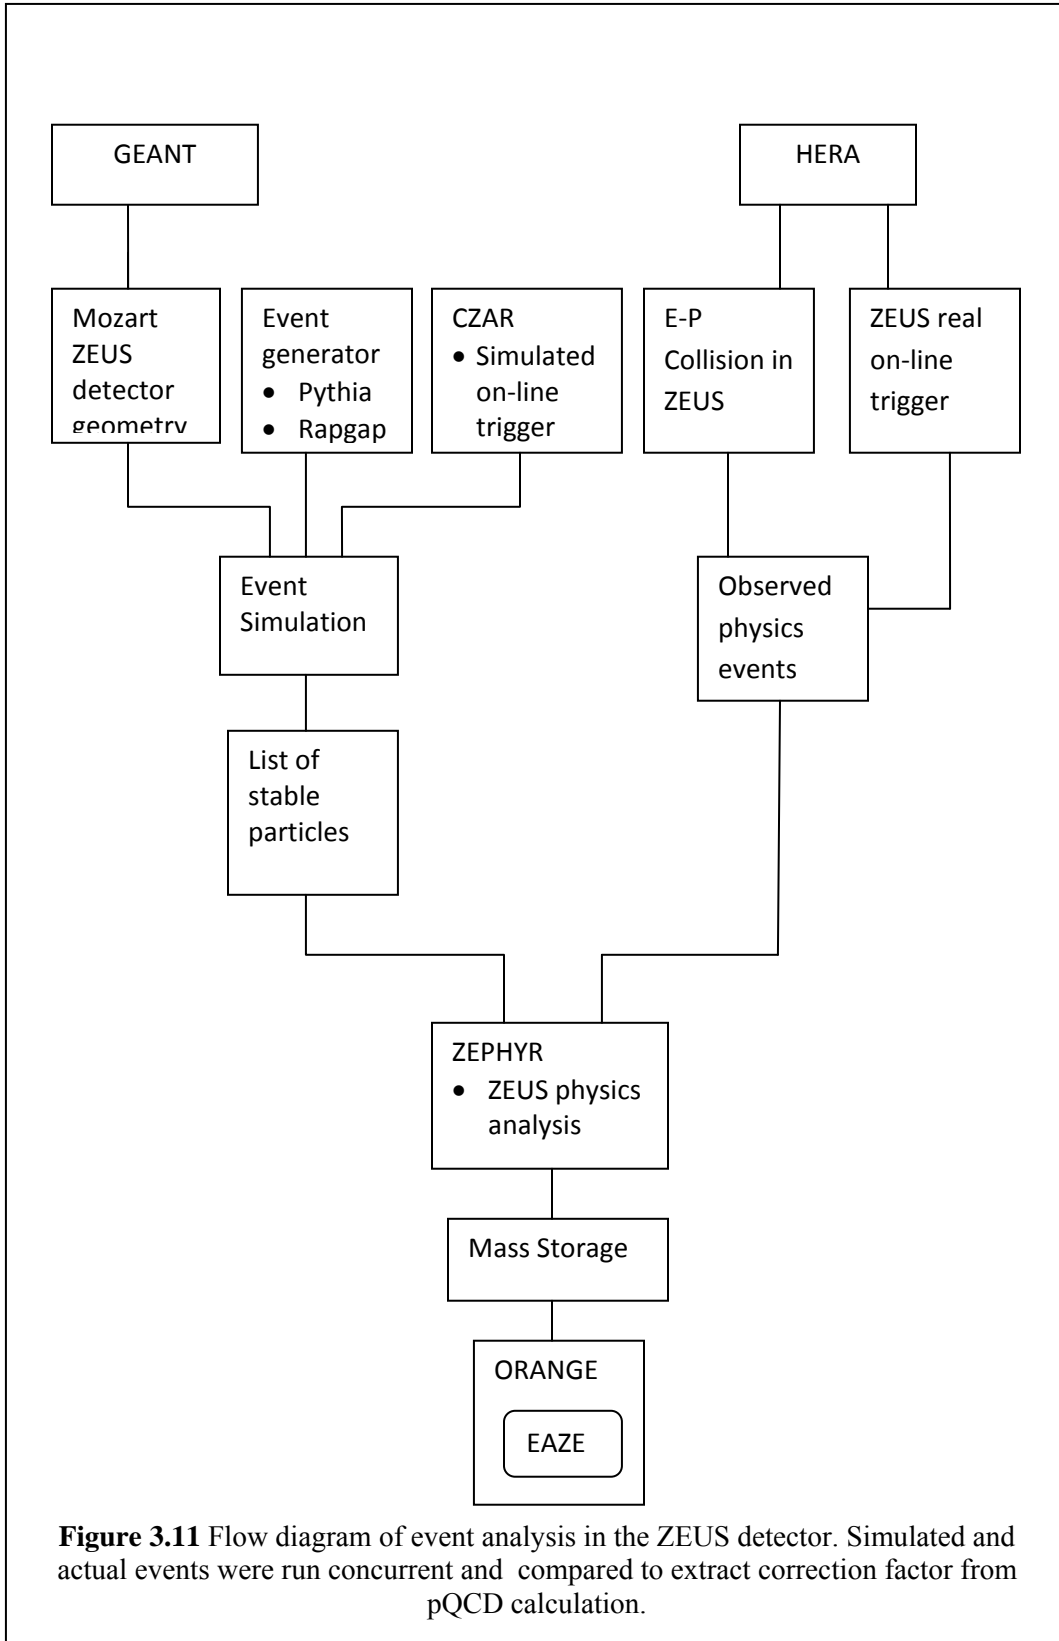 GEANT
HERA
Mozart
ZEUS
detector
geometry
Event
generator
• Pythia
• Rapgap
CZAR
• Simulated
on-line
trigger
E-P
Collision in
ZEUS
ZEUS real
on-line
trigger
Event
Simulation
Observed
physics
events
List of
stable
particles
ZEPHYR
• ZEUS physics
analysis
Mass Storage
ORANGE
EAZE
Figure 3.11 Flow diagram of event analysis in the ZEUS detector. Simulated and
actual events were run concurrent and compared to extract correction factor from
pQCD calculation.